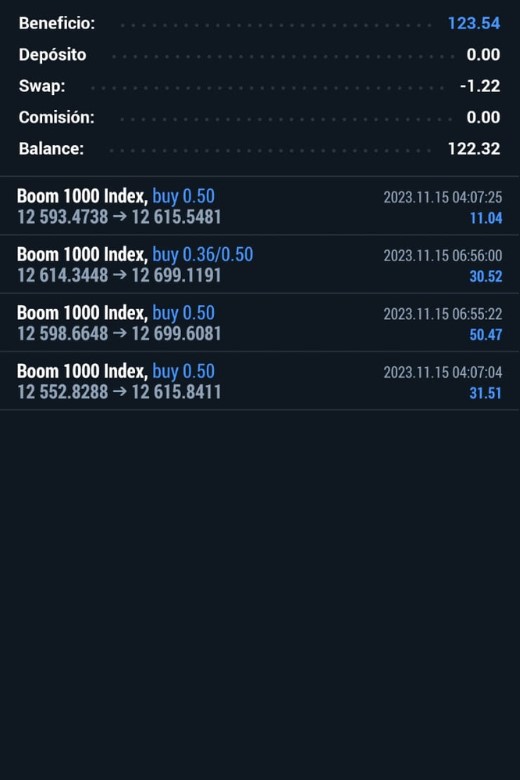 Beneficio: 123.54
Depósito 0.00
Swap: -1.22
Comisión: 0.00
Balance: 122.32
Boom 1000 Index, buy 0.50 2023.11.15 04:07:25
12 593.4738 → 12 615.5481 11.04
Boom 1000 Index, buy 0.36/0.50 2023.11.15 06:56:00
12 614.3448 → 12 699.1191 30.52
Boom 1000 Index, buy 0.50 2023.11.15 06:55:22
12 598.6648 → 12 699.6081 50.47
Boom 1000 Index, buy 0.50 2023.11.15 04:07:04
12 552.8288 → 12 615.8411 31.51